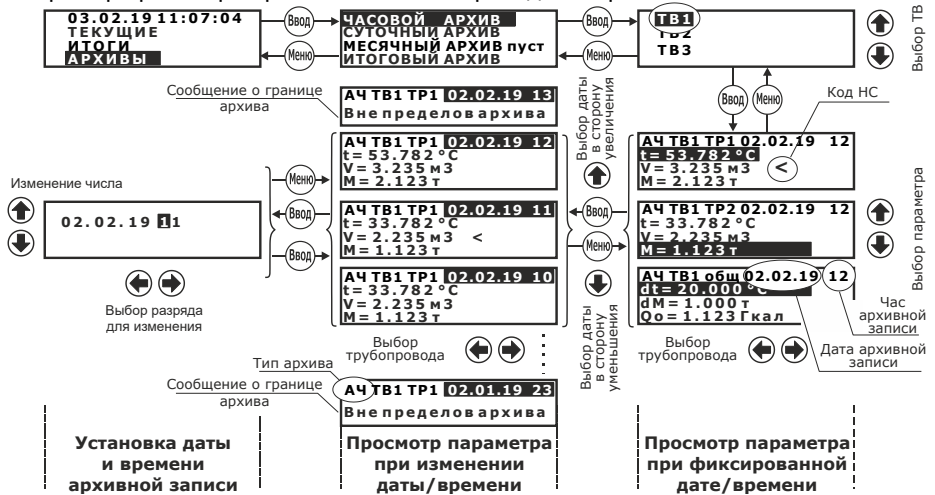 03.02.19 11:07:04
ТЕКУЩИЕ
ИТОГИ
АРХИВЫ
Ввод
Меню
ЧАСОВОЙ АРХИВ
СУТОЧНЫЙ АРХИВ
МЕСЯЧНЫЙ АРХИВ пуст
ИТОГОВЫЙ АРХИВ
Ввод
Меню
ТВ1
ТВ2
ТВ3
Выбор ТВ
Ввод
Меню
Код НС
Сообщение о границе
архива
АЧ ТВ1 ТР1 02.02.19 13
Вне пределов архива
АЧ ТВ1 ТР1 02.02.19 12
t= 53.782 °C
V= 3.235 м3
M= 2.123 т
АЧ ТВ1 ТР1 02.02.19 11
t= 33.782 °C
V= 2.235 м3 <
M= 1.123 т
АЧ ТВ1 ТР1 02.02.19 10
t= 33.782 °C
V= 2.235 м3
M= 1.123 т
Выбор
трубопровода
Тип архива
Сообщение о границе
архива
АЧ ТВ1 ТР1 02.01.19 23
Вне пределов архива
Изменение числа
02.02.19 11
Выбор разряда
для изменения
Меню
Ввод
Ввод
Выбор даты
в сторону
увеличения
Ввод
Меню
Выбор даты
в сторону
уменьшения
АЧ ТВ1 ТР1 02.02.19 12
t= 53.782 °C
V= 3.235 м3 <
M= 2.123 т
АЧ ТВ1 ТР2 02.02.19 12
t= 33.782 °C
V= 2.235 м3
M= 1.123 т
АЧ ТВ1 общ 02.02.19 12
dt= 20.000 °C
dM= 1.000 т
Qo= 1.123 Гкал
Выбор параметра
Выбор
трубопровода
Час
архивной
записи
Дата архивной
записи
Установка даты
и времени
архивной записи
Просмотр параметра
при изменении
даты/времени
Просмотр параметра
при фиксированной
дате/времени